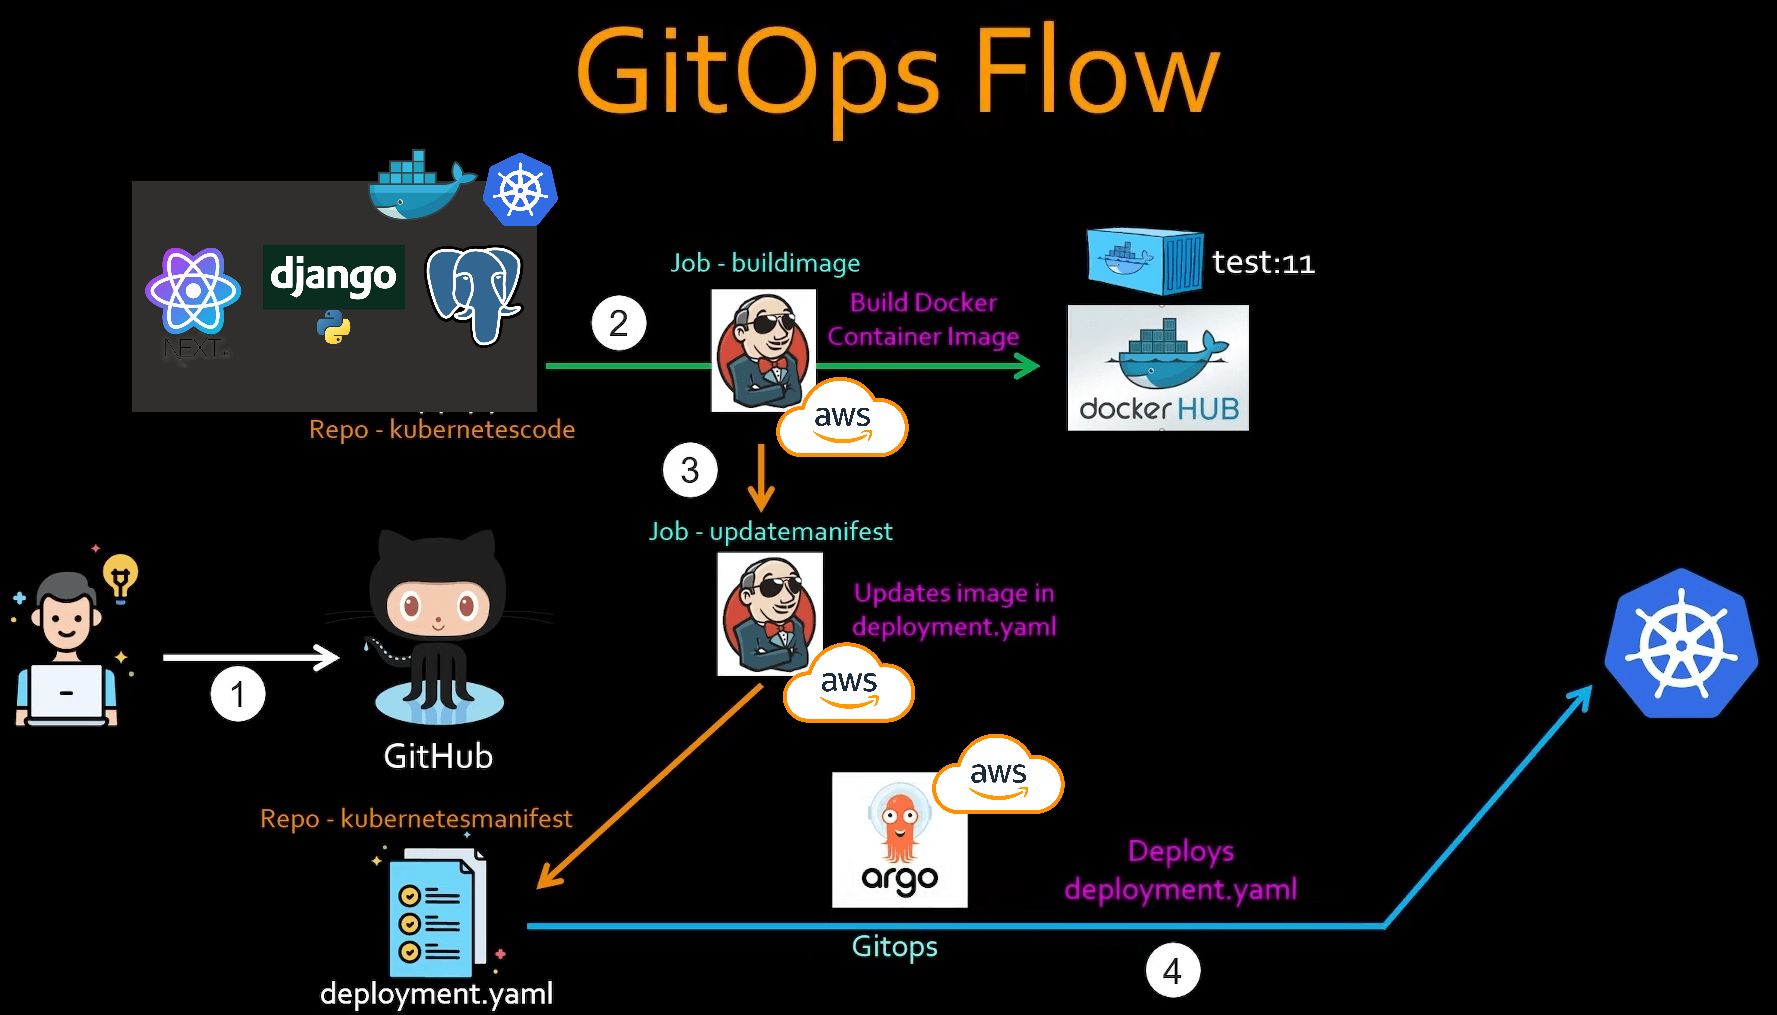 GitOps Flow
django
NEXT
Repo - kubernetescode
2
Job - buildimage
Build Docker
Container Image
aws
test:11
docker HUB
3
Job - updatemanifest
Updates image in
deployment.yaml
aws
1
GitHub
Repo - kubernetesmanifest
deployment.yaml
aws
argo
Gitops
Deploys
deployment.yaml
4